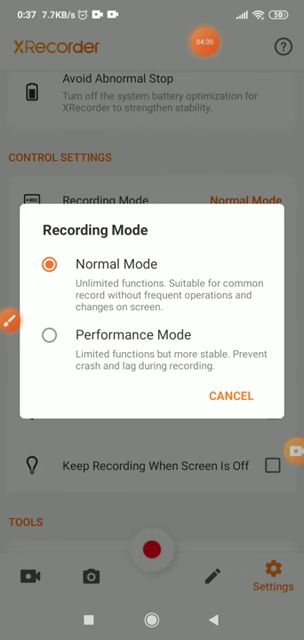 0:37 7.7KB/s
50
XRecorder
04:35
?
Avoid Abnormal Stop
Turn off the system battery optimization for
XRecorder to strengthen stability.
CONTROL SETTINGS
Recording Mode Normal Mode
Recording Mode
Normal Mode
Unlimited functions. Suitable for common
record without frequent operations and
changes on screen.
Performance Mode
Limited functions but more stable. Prevent
crash and lag during recording.
CANCEL
Keep Recording When Screen Is Off
TOOLS
Settings